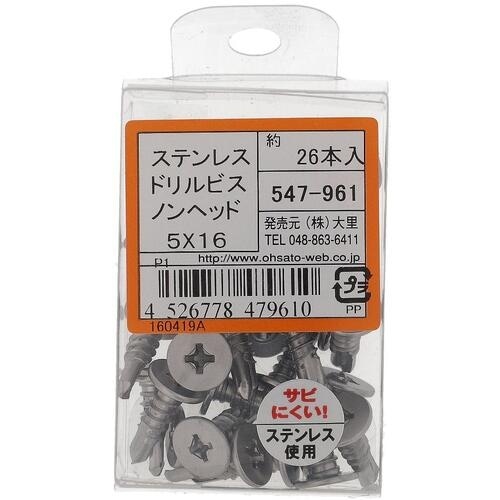 ステンレス
ドリルビス
ノンヘッド
5X16
約
26本入
547-961
発売元(株)大里
TEL 048-863-6411
P1
http://www.ohsato-web.co.jp
4 526778 479610
160419A
プラ
PP
サビ
にくい!
ステンレス
使用